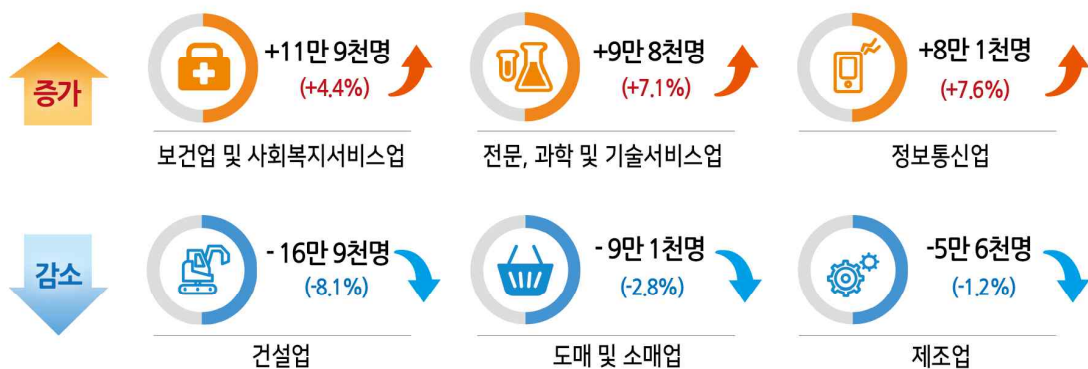 증가
+11만 9천명
(+4.4%)
보건업 및 사회복지서비스업
+9만 8천명
(+7.1%)
전문, 과학 및 기술서비스업
+8만 1천명
(+7.6%)
정보통신업
감소
- 16만 9천명
(-8.1%)
건설업
- 9만 1천명
(-2.8%)
도매 및 소매업
-5만 6천명
(-1.2%)
제조업